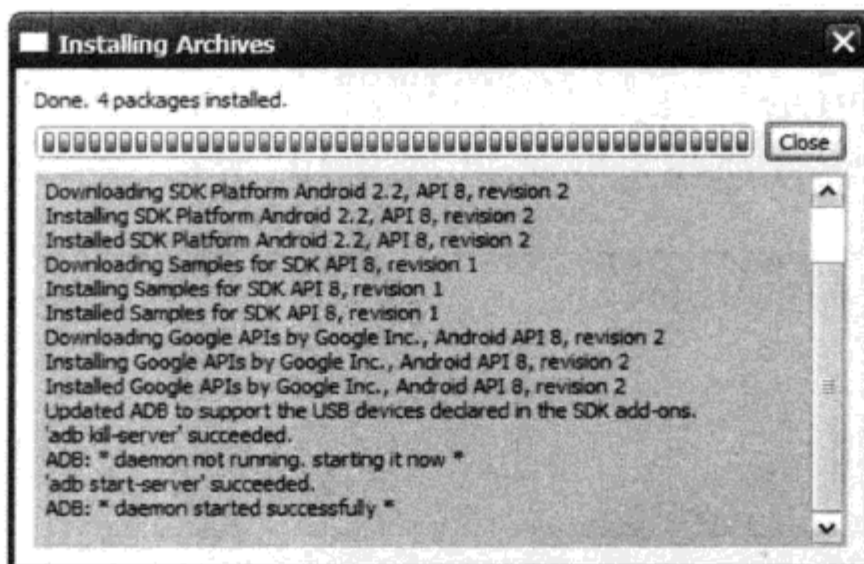 Installing Archives
Done. 4 packages installed.
Close
Downloading SDK Platform Android 2.2, API 8, revision 2
Installing SDK Platform Android 2.2, API 8, revision 2
Installed SDK Platform Android 2.2, API 8, revision 2
Downloading Samples for SDK API 8, revision 1
Installing Samples for SDK API 8, revision 1
Installed Samples for SDK API 8, revision 1
Downloading Google APIs by Google Inc., Android API 8, revision 2
Installing Google APIs by Google Inc., Android API 8, revision 2
Installed Google APIs by Google Inc., Android API 8, revision 2
Updated ADB to support the USB devices declared in the SDK add-ons.
'adb kill-server' succeeded.
ADB: * daemon not running. starting it now *
'adb start-server' succeeded.
ADB: * daemon started successfully *